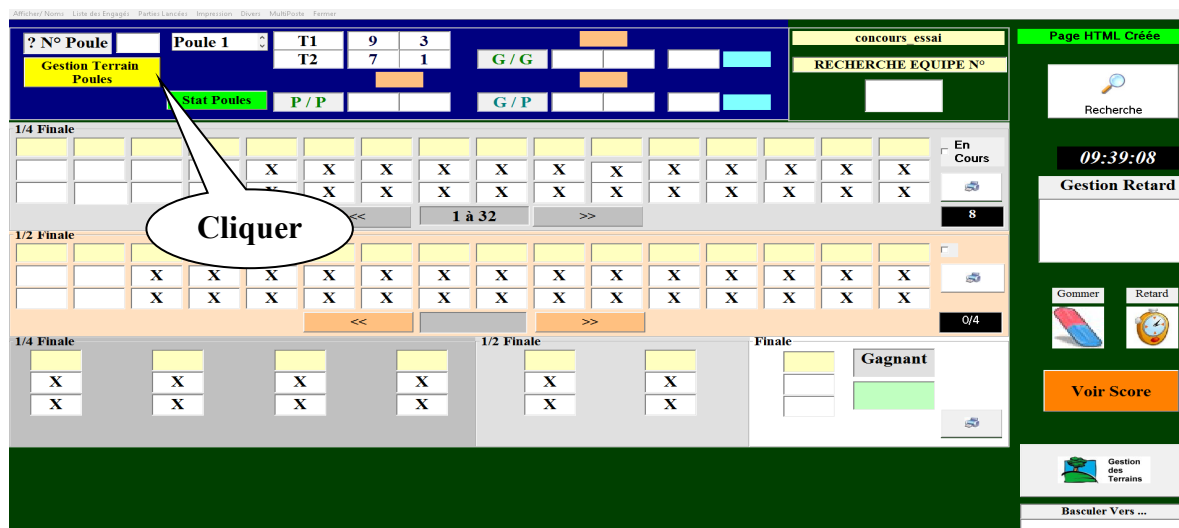 Afficher/ Noms Liste des Engagés Parties Lancées Impression Divers MultiPoste Fermer
? N° Poule Poule 1 T1 9 3 concours_essai Page HTML Créée
Gestion Terrain Poules T2 7 1 G / G RECHERCHE EQUIPE N°
Stat Poules P / P G / P Recherche
1/4 Finale
En Cours
X X X X X X X X X X X X
09:39:08
X X X X X X X X X X X X
Gestion Retard
Cliquer << 1 à 32 >> 8
1/2 Finale
X X X X X X X X X X X X X X
X X X X X X X X X X X X X X
Gommer Retard
<< >> 0/4
1/4 Finale 1/2 Finale Finale
Gagnant
X X X X X X
X X X X X X
Voir Score
Gestion
des
Terrains
Basculer Vers ...